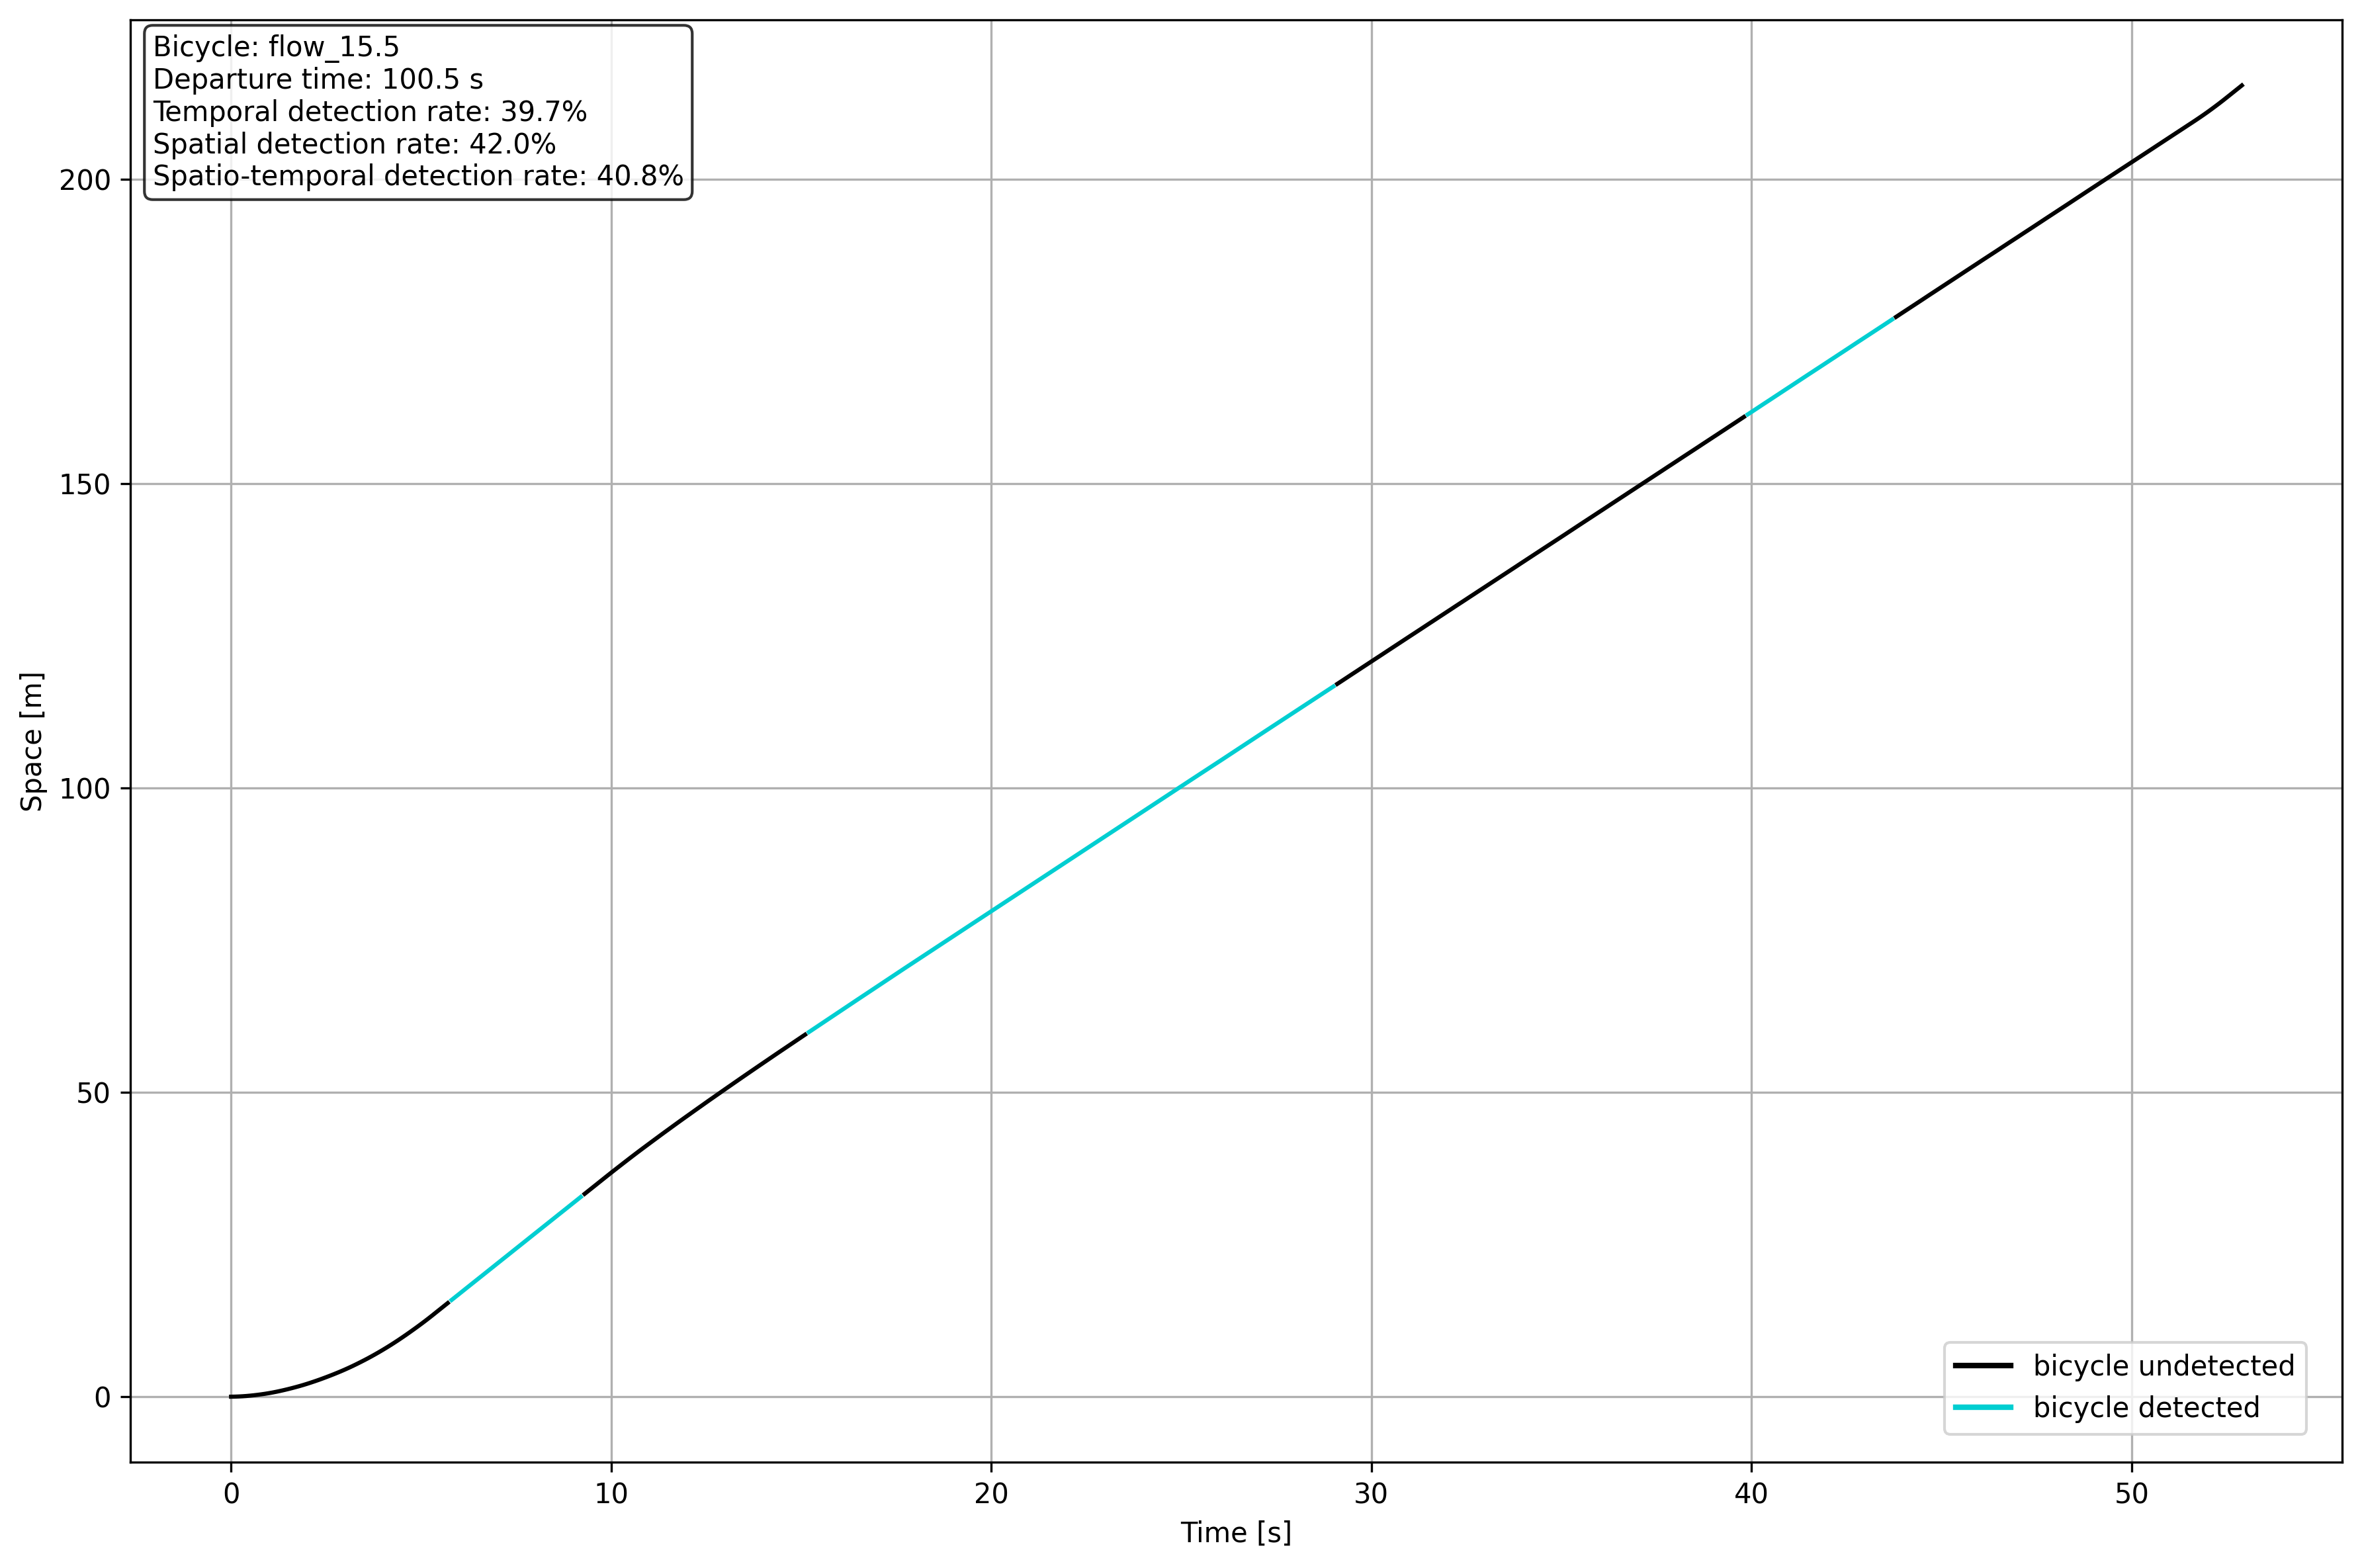 Bicycle: flow_15.5
Departure time: 100.5 s
Temporal detection rate: 39.7%
Spatial detection rate: 42.0%
Spatio-temporal detection rate: 40.8%
200
150
100
50
0
Space [m]
0 10 20 30 40 50
Time [s]
bicycle undetected
bicycle detected